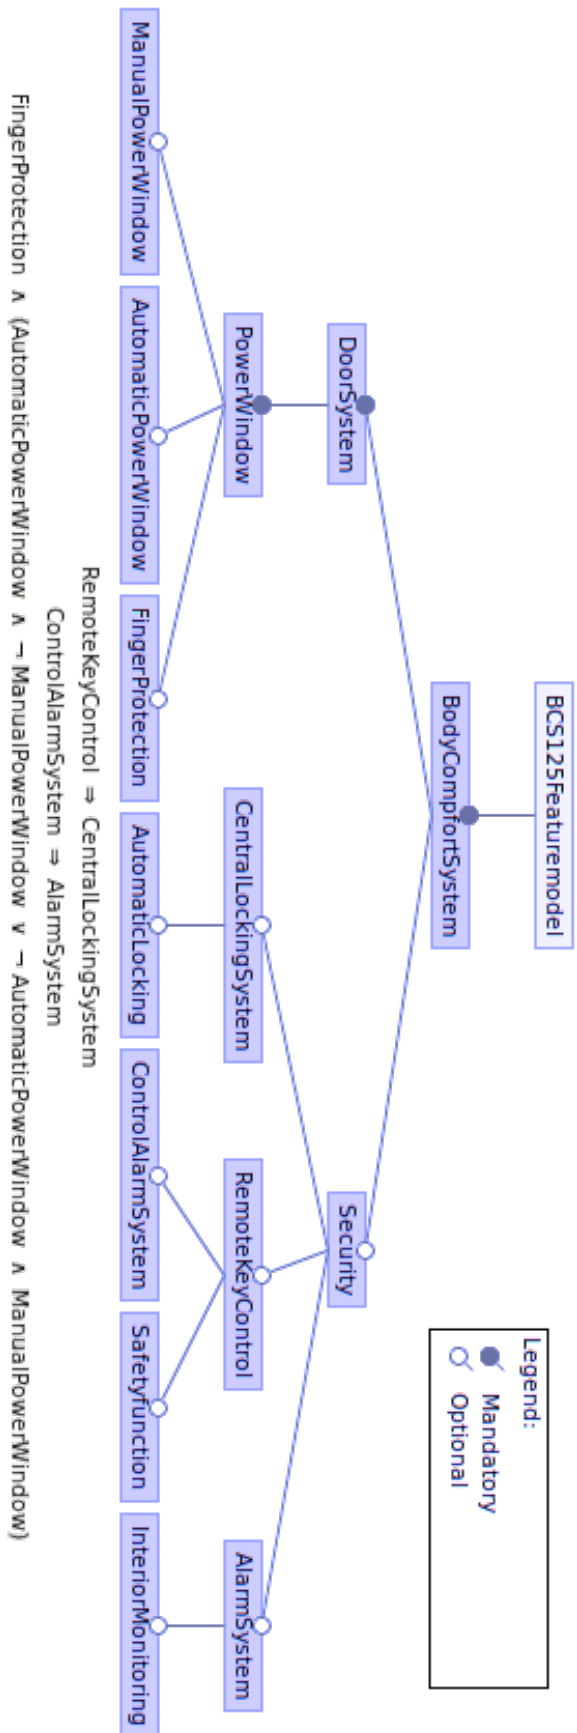 BCS125Featuremodel
Legend:
Mandatory
Optional
BodyCompfortSystem
DoorSystem
Security
PowerWindow
CentralLockingSystem
RemoteKeyControl
AlarmSystem
ManualPowerWindow
AutomaticPowerWindow
FingerProtection
AutomaticLocking
ControlAlarmSystem
Safetyfunction
InteriorMonitoring
RemoteKeyControl ⇒ CentralLockingSystem
ControlAlarmSystem ⇒ AlarmSystem
FingerProtection ∧ (AutomaticPowerWindow ∧ ¬ ManualPowerWindow ∨ ¬ AutomaticPowerWindow ∧ ManualPowerWindow)